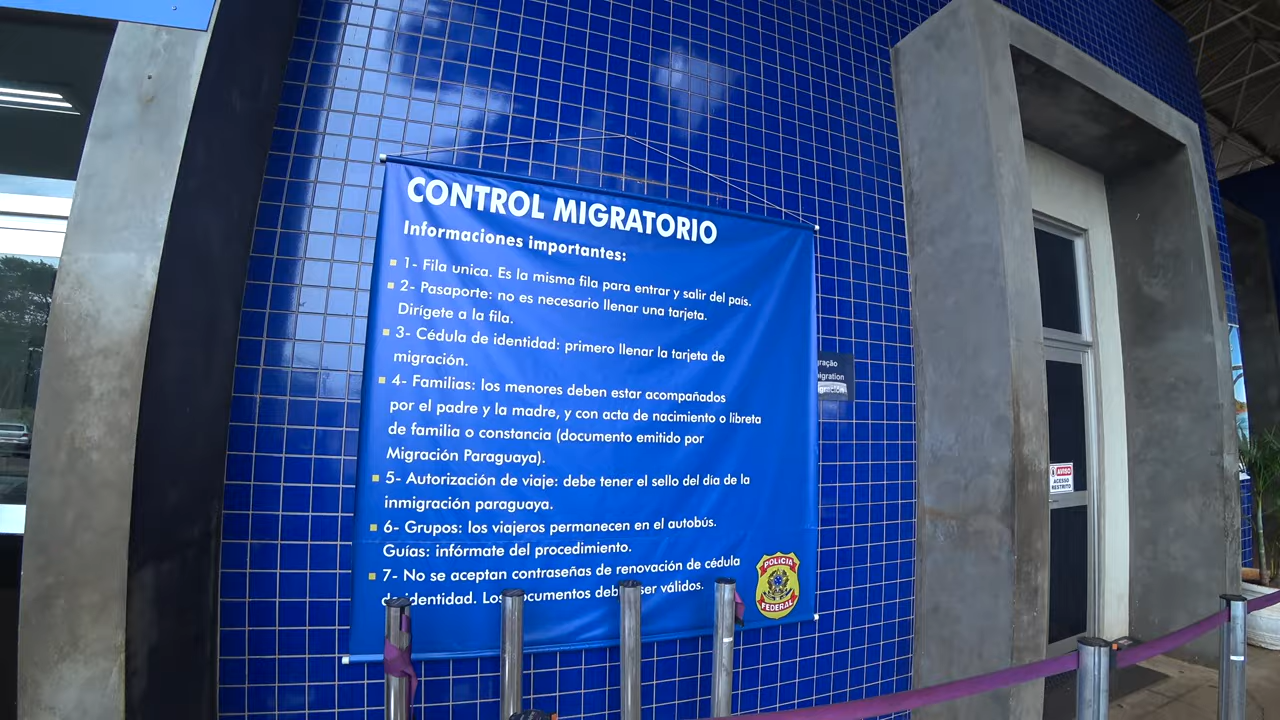 CONTROL MIGRATORIO
Informaciones importantes:
1- Fila unica. Es la misma fila para entrar y salir del país.
2- Pasaporte: no es necesario llenar una tarjeta.
Dirígete a la fila.
3- Cédula de identidad: primero llenar la tarjeta de
migración.
4- Familias: los menores deben estar acompañados
por el padre y la madre, y con acta de nacimiento o libreta
de familia o constancia (documento emitido por
Migración Paraguaya).
5- Autorización de viaje: debe tener el sello del día de la
inmigración paraguaya.
6- Grupos: los viajeros permanecen en el autobús.
Guías: infórmate del procedimiento.
7- No se aceptan contraseñas de renovación de cédula
identidad. Los documentos ser válidos.
POLÍCIA
FEDERAL
AVISO
ACESSO
RESTRITO